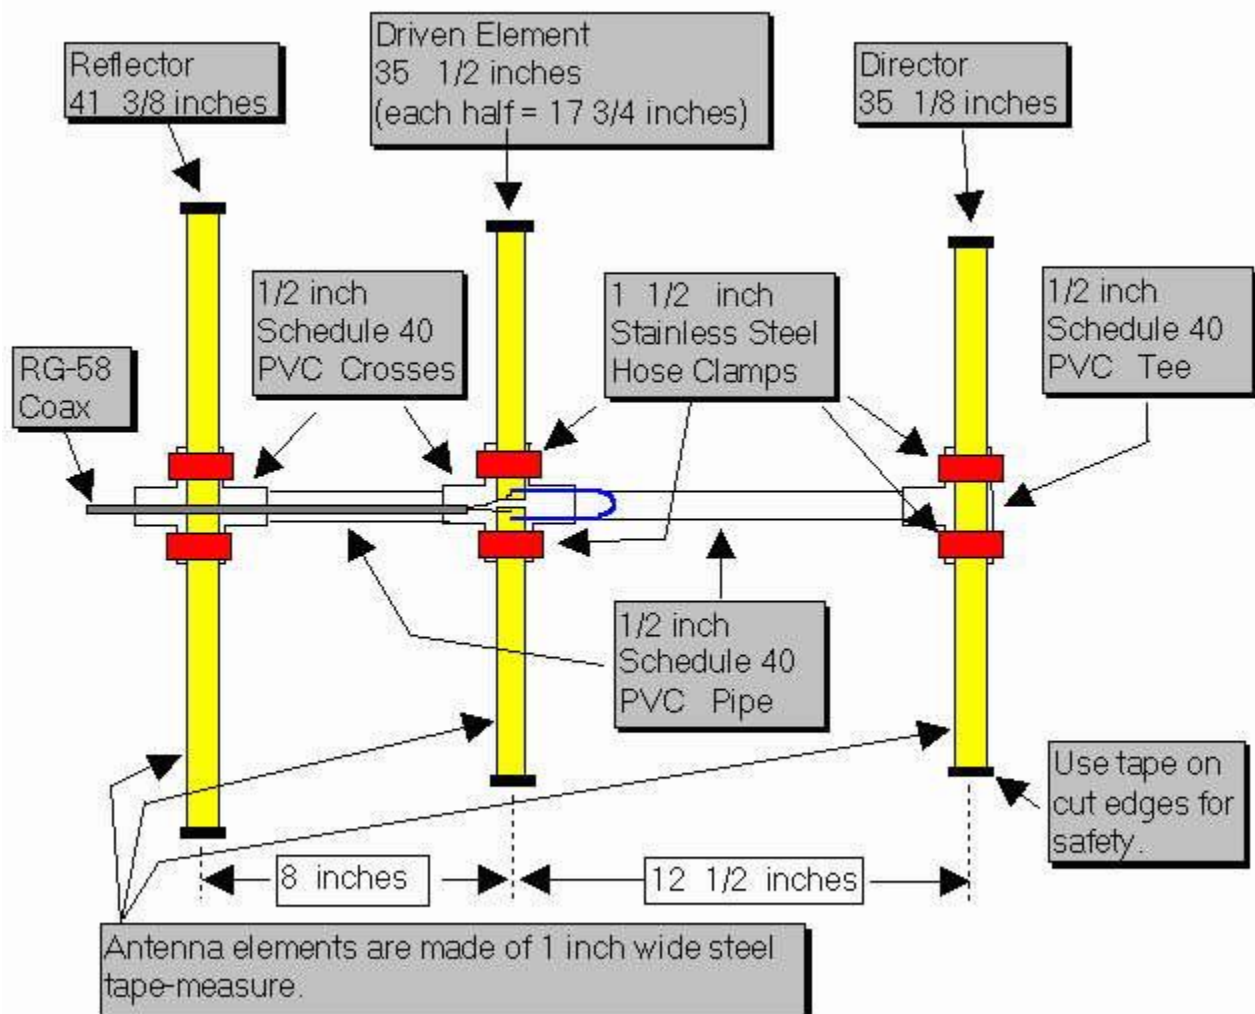 Reflector
41 3/8 inches
Driven Element
35 1/2 inches
(each half = 17 3/4 inches)
Director
35 1/8 inches
1/2 inch
Schedule 40
PVC Crosses
1 1/2 inch
Stainless Steel
Hose Clamps
1/2 inch
Schedule 40
PVC Tee
RG-58
Coax
1/2 inch
Schedule 40
PVC Pipe
Use tape on
cut edges for
safety.
8 inches
12 1/2 inches
Antenna elements are made of 1 inch wide steel
tape-measure.